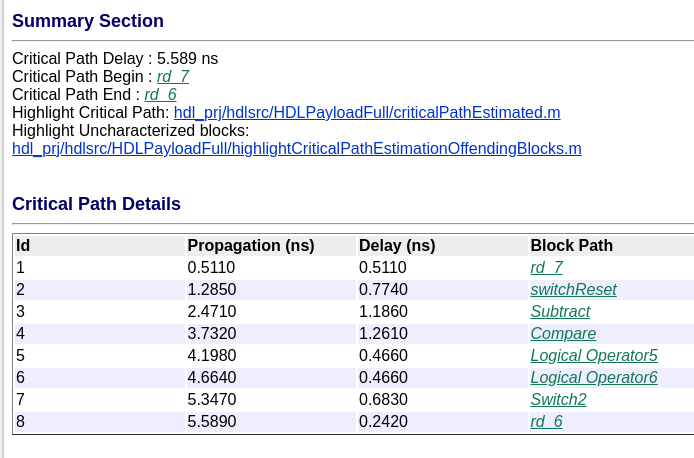 Summary Section
Critical Path Delay : 5.589 ns
Critical Path Begin : rd_7
Critical Path End : rd_6
Highlight Critical Path: hdl_prj/hdlsrc/HDLPayloadFull/criticalPathEstimated.m
Highlight Uncharacterized blocks:
hdl_prj/hdlsrc/HDLPayloadFull/highlightCriticalPathEstimationOffendingBlocks.m
Critical Path Details
Id Propagation (ns) Delay (ns) Block Path
1 0.5110 0.5110 rd_7
2 1.2850 0.7740 switchReset
3 2.4710 1.1860 Subtract
4 3.7320 1.2610 Compare
5 4.1980 0.4660 Logical Operator5
6 4.6640 0.4660 Logical Operator6
7 5.3470 0.6830 Switch2
8 5.5890 0.2420 rd_6